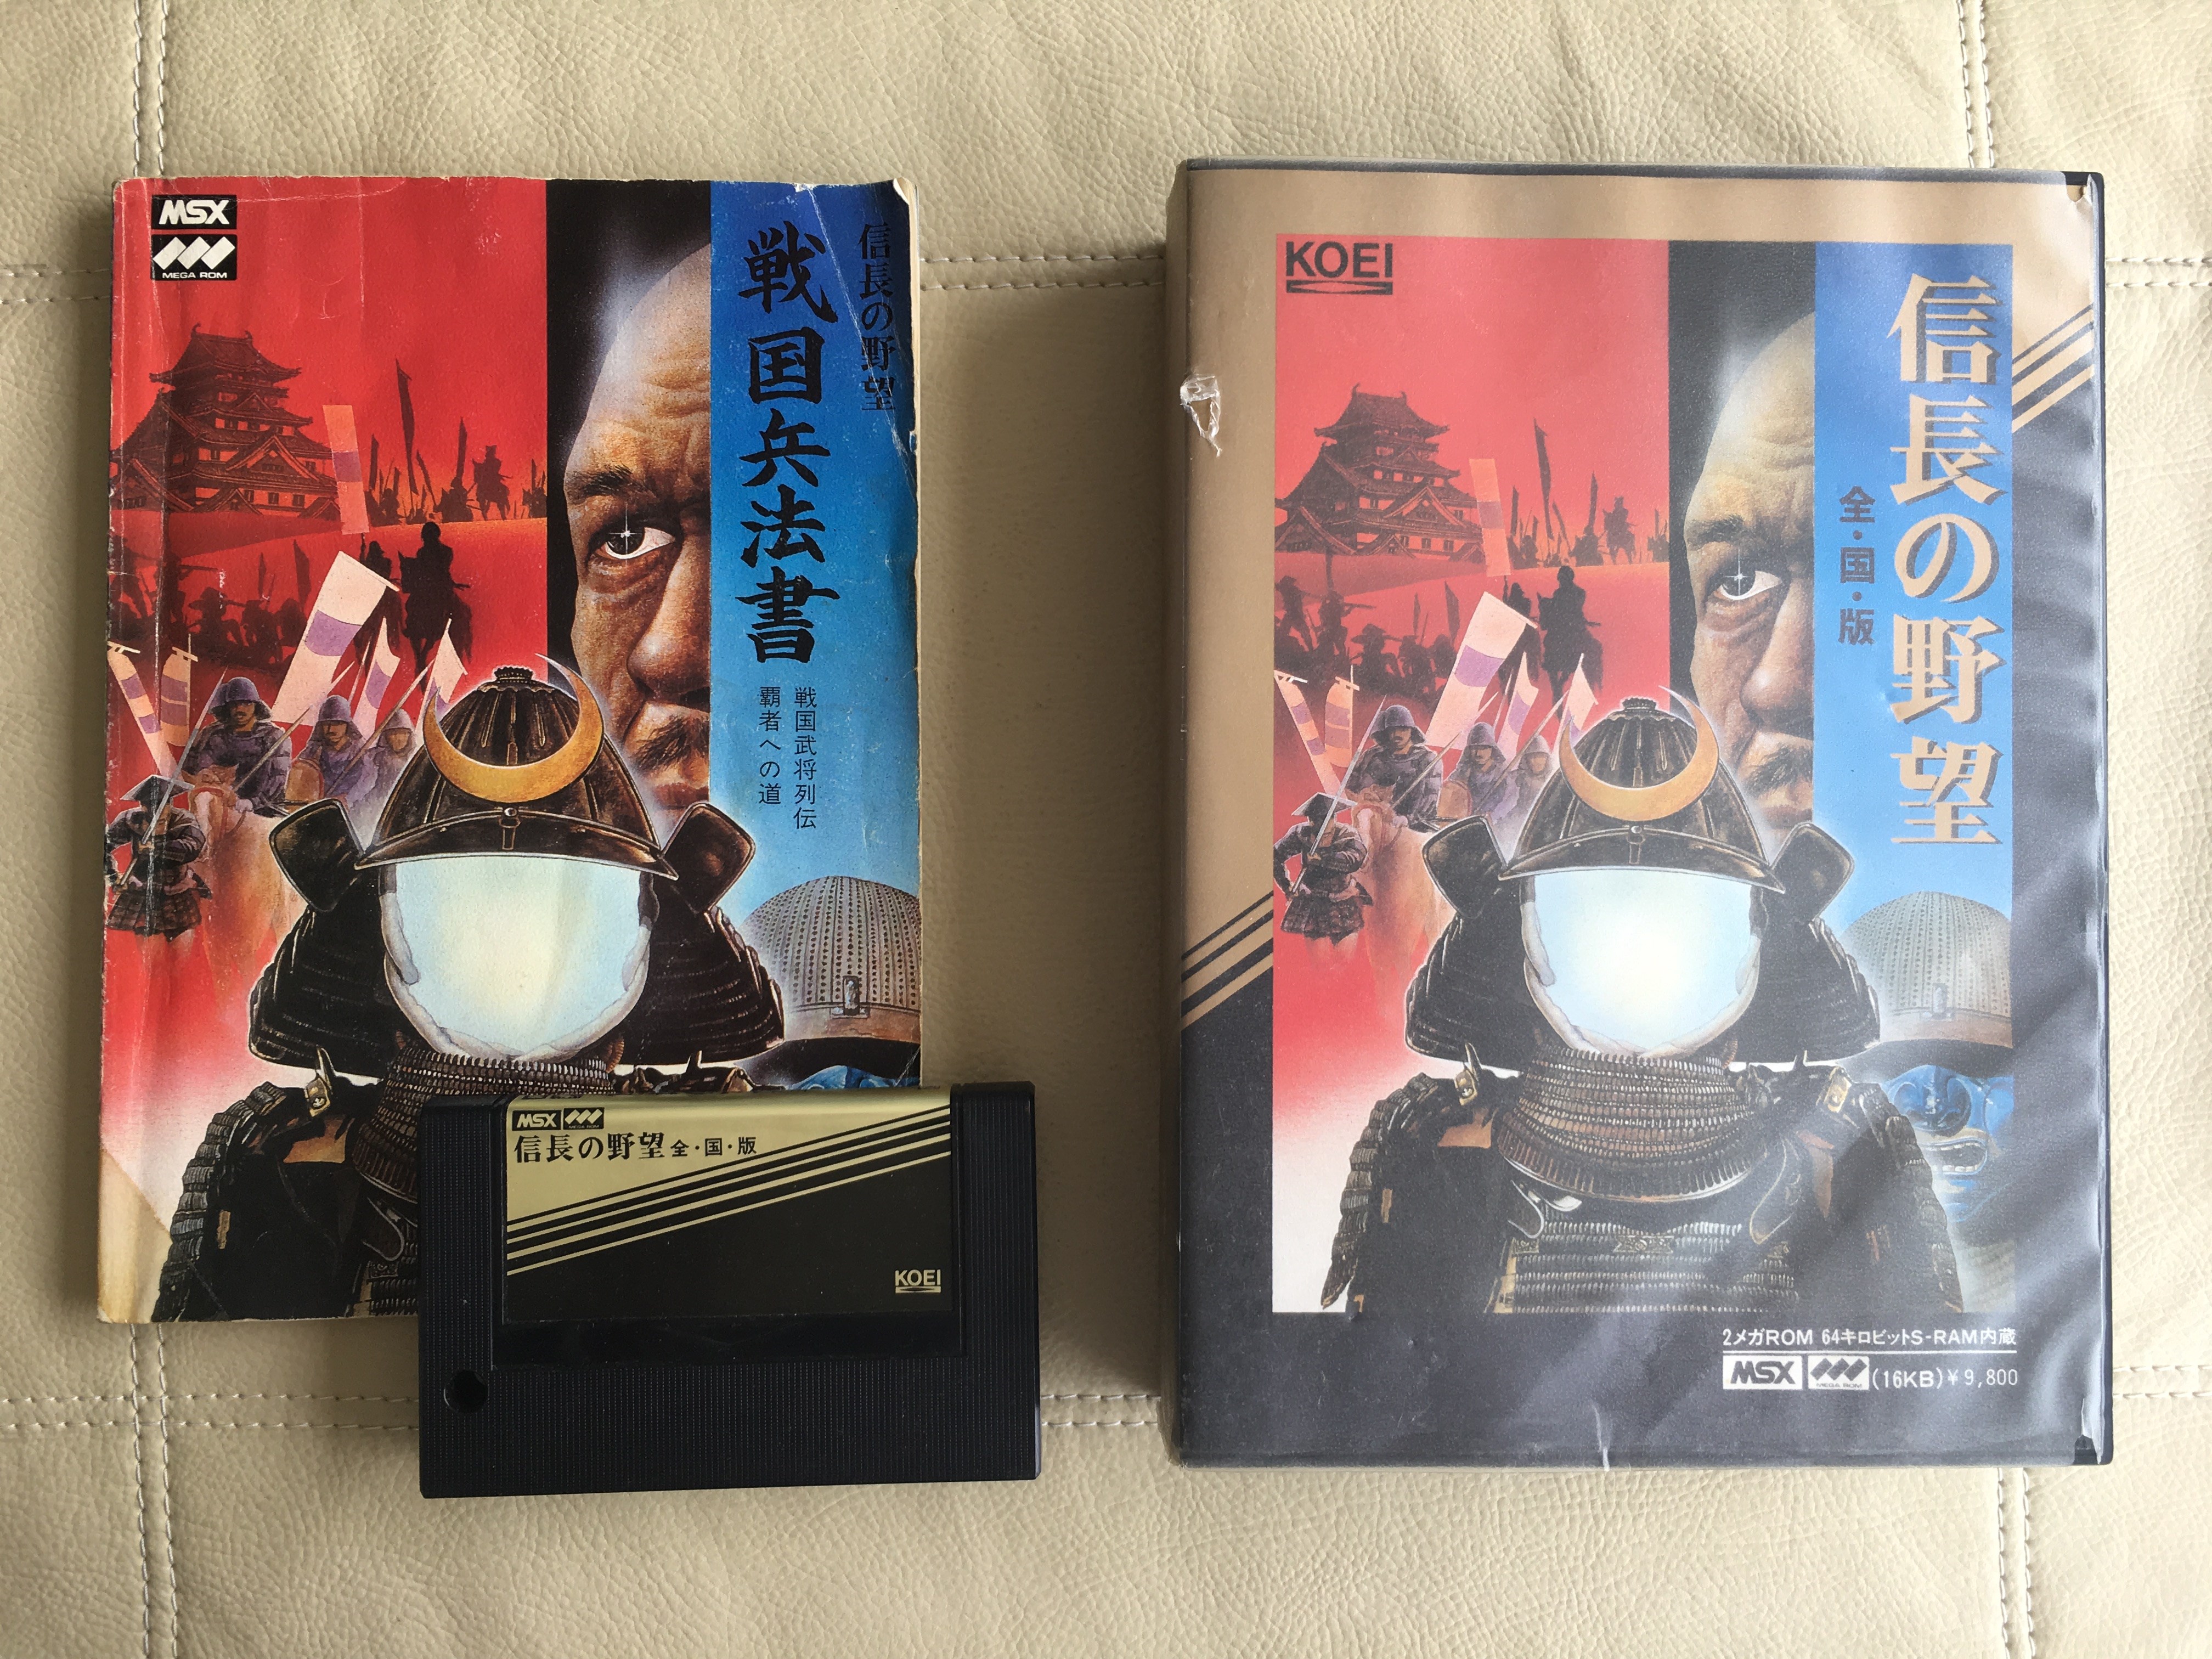 MSX
MEGA ROM
信長の野望
戦国兵法書
戦国武将列伝
覇者への道
MSX
MEGA ROM
信長の野望 全・国・版
KOEI
KOEI
信長の野望
全・国・版
2メガROM 64キロビットS-RAM内蔵
MSX MEGA ROM (16KB)¥9,800